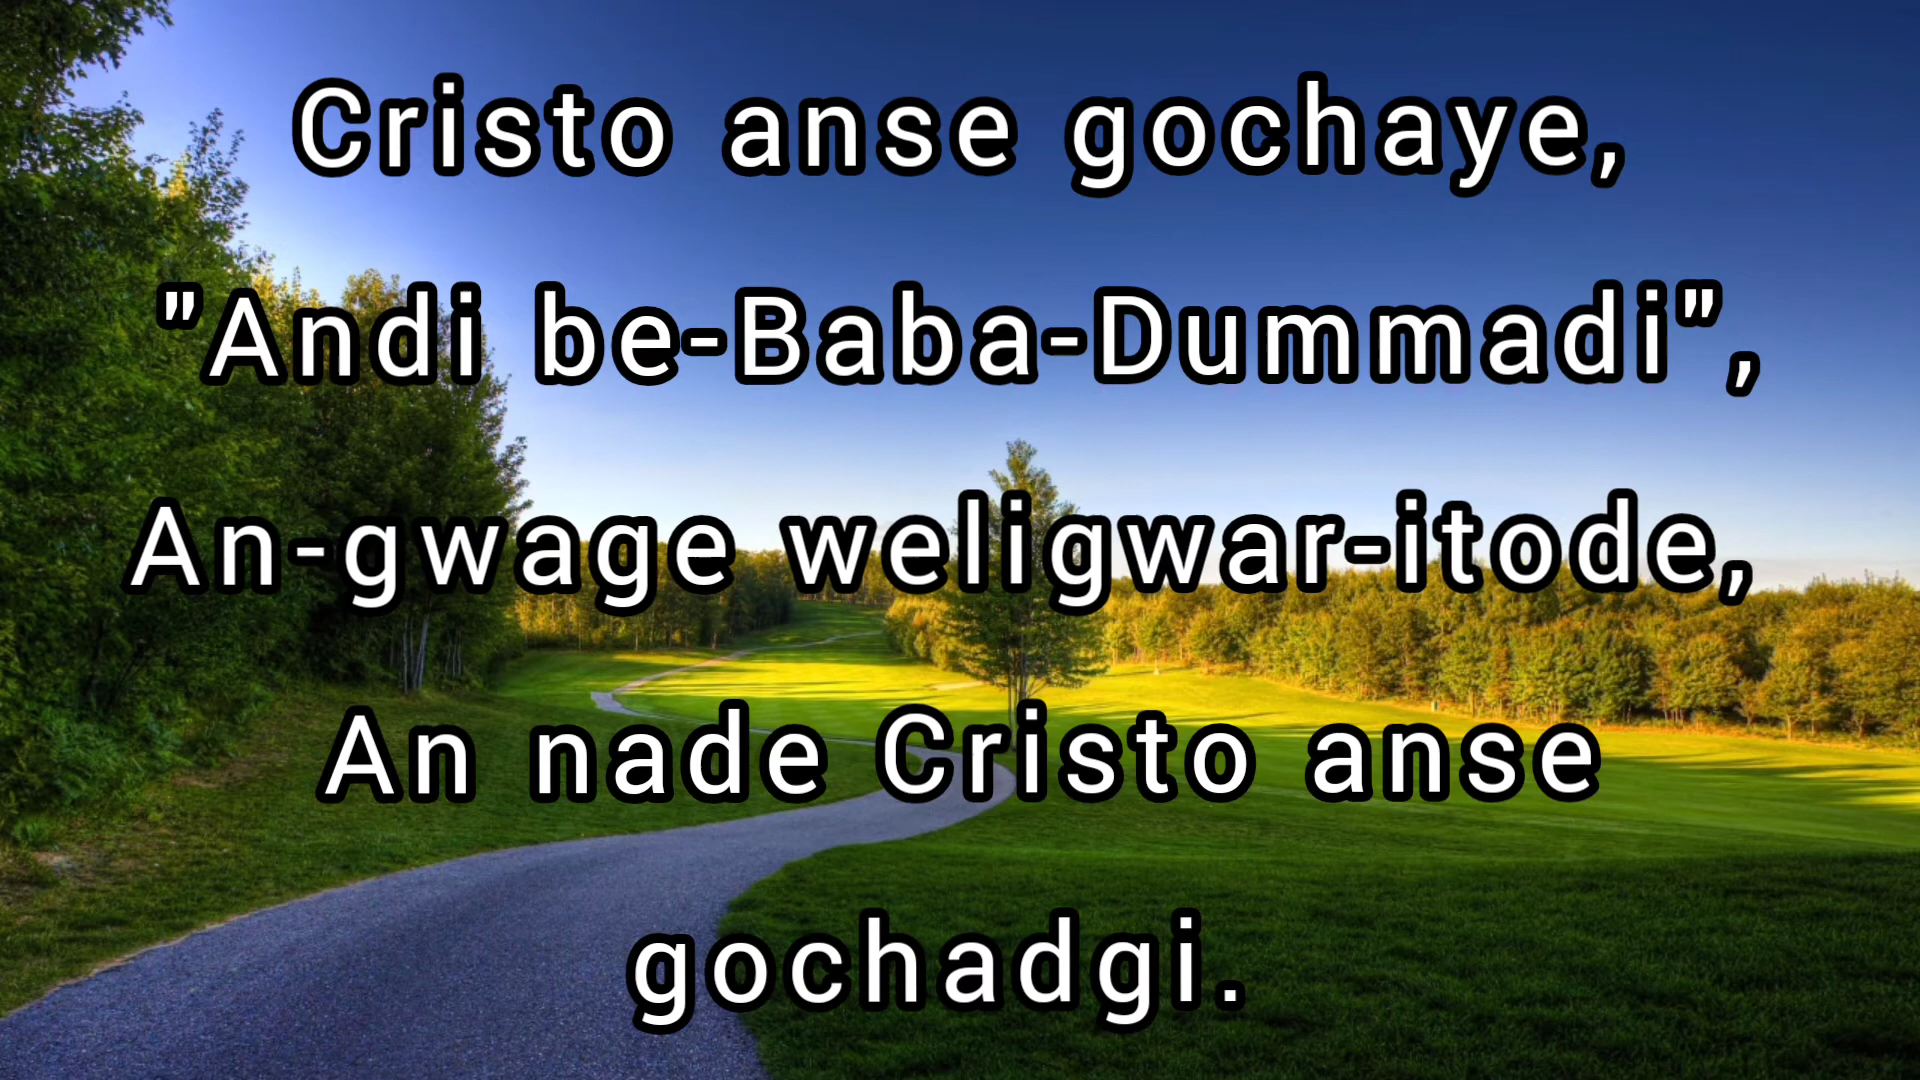 Cristo anse gochaye,
"Andi be-Baba-Dummadi",
An-gwage weligwar-itode,
An nade Cristo anse
gochadgi.